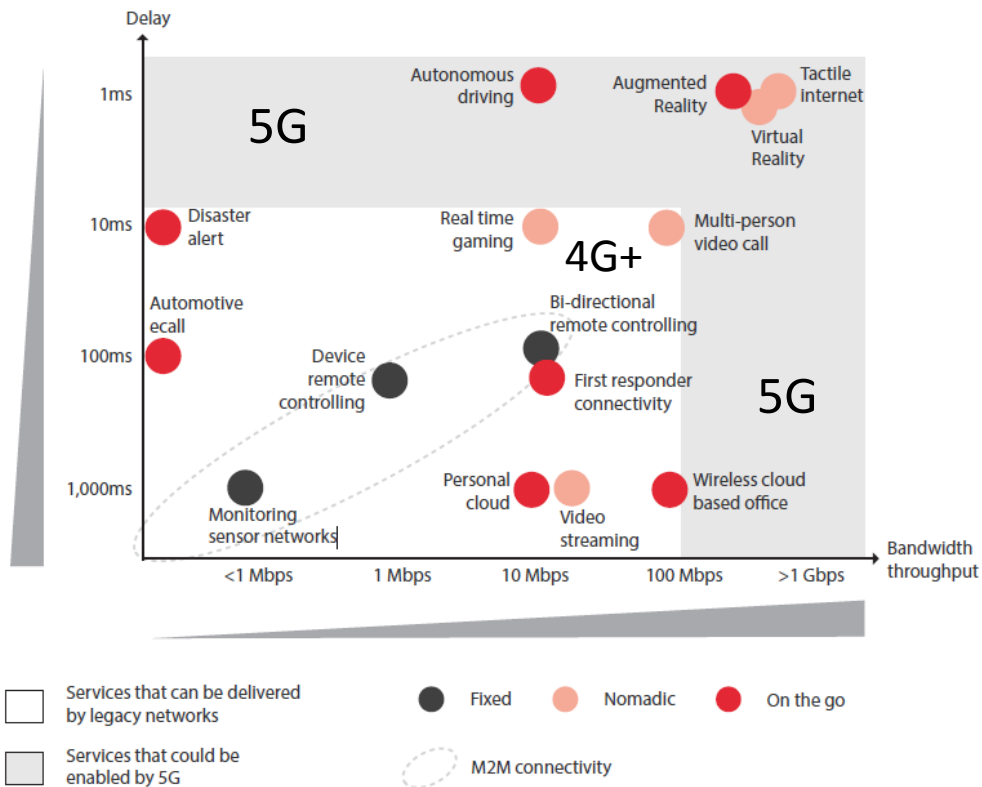 Delay
1ms
Autonomous
driving
Augmented
Reality
Tactile
internet
5G
Virtual
Reality
10ms
Disaster
alert
Real time
gaming
Multi-person
video call
4G+
Automotive
ecall
Bi-directional
remote controlling
100ms
Device
remote
controlling
First responder
connectivity
5G
1,000ms
Monitoring
sensor networks
Personal
cloud
Video
streaming
Wireless cloud
based office
Bandwidth
throughput
<1 Mbps
1 Mbps
10 Mbps
100 Mbps
>1 Gbps
Services that can be delivered
by legacy networks
Fixed
Nomadic
On the go
Services that could be
enabled by 5G
M2M connectivity